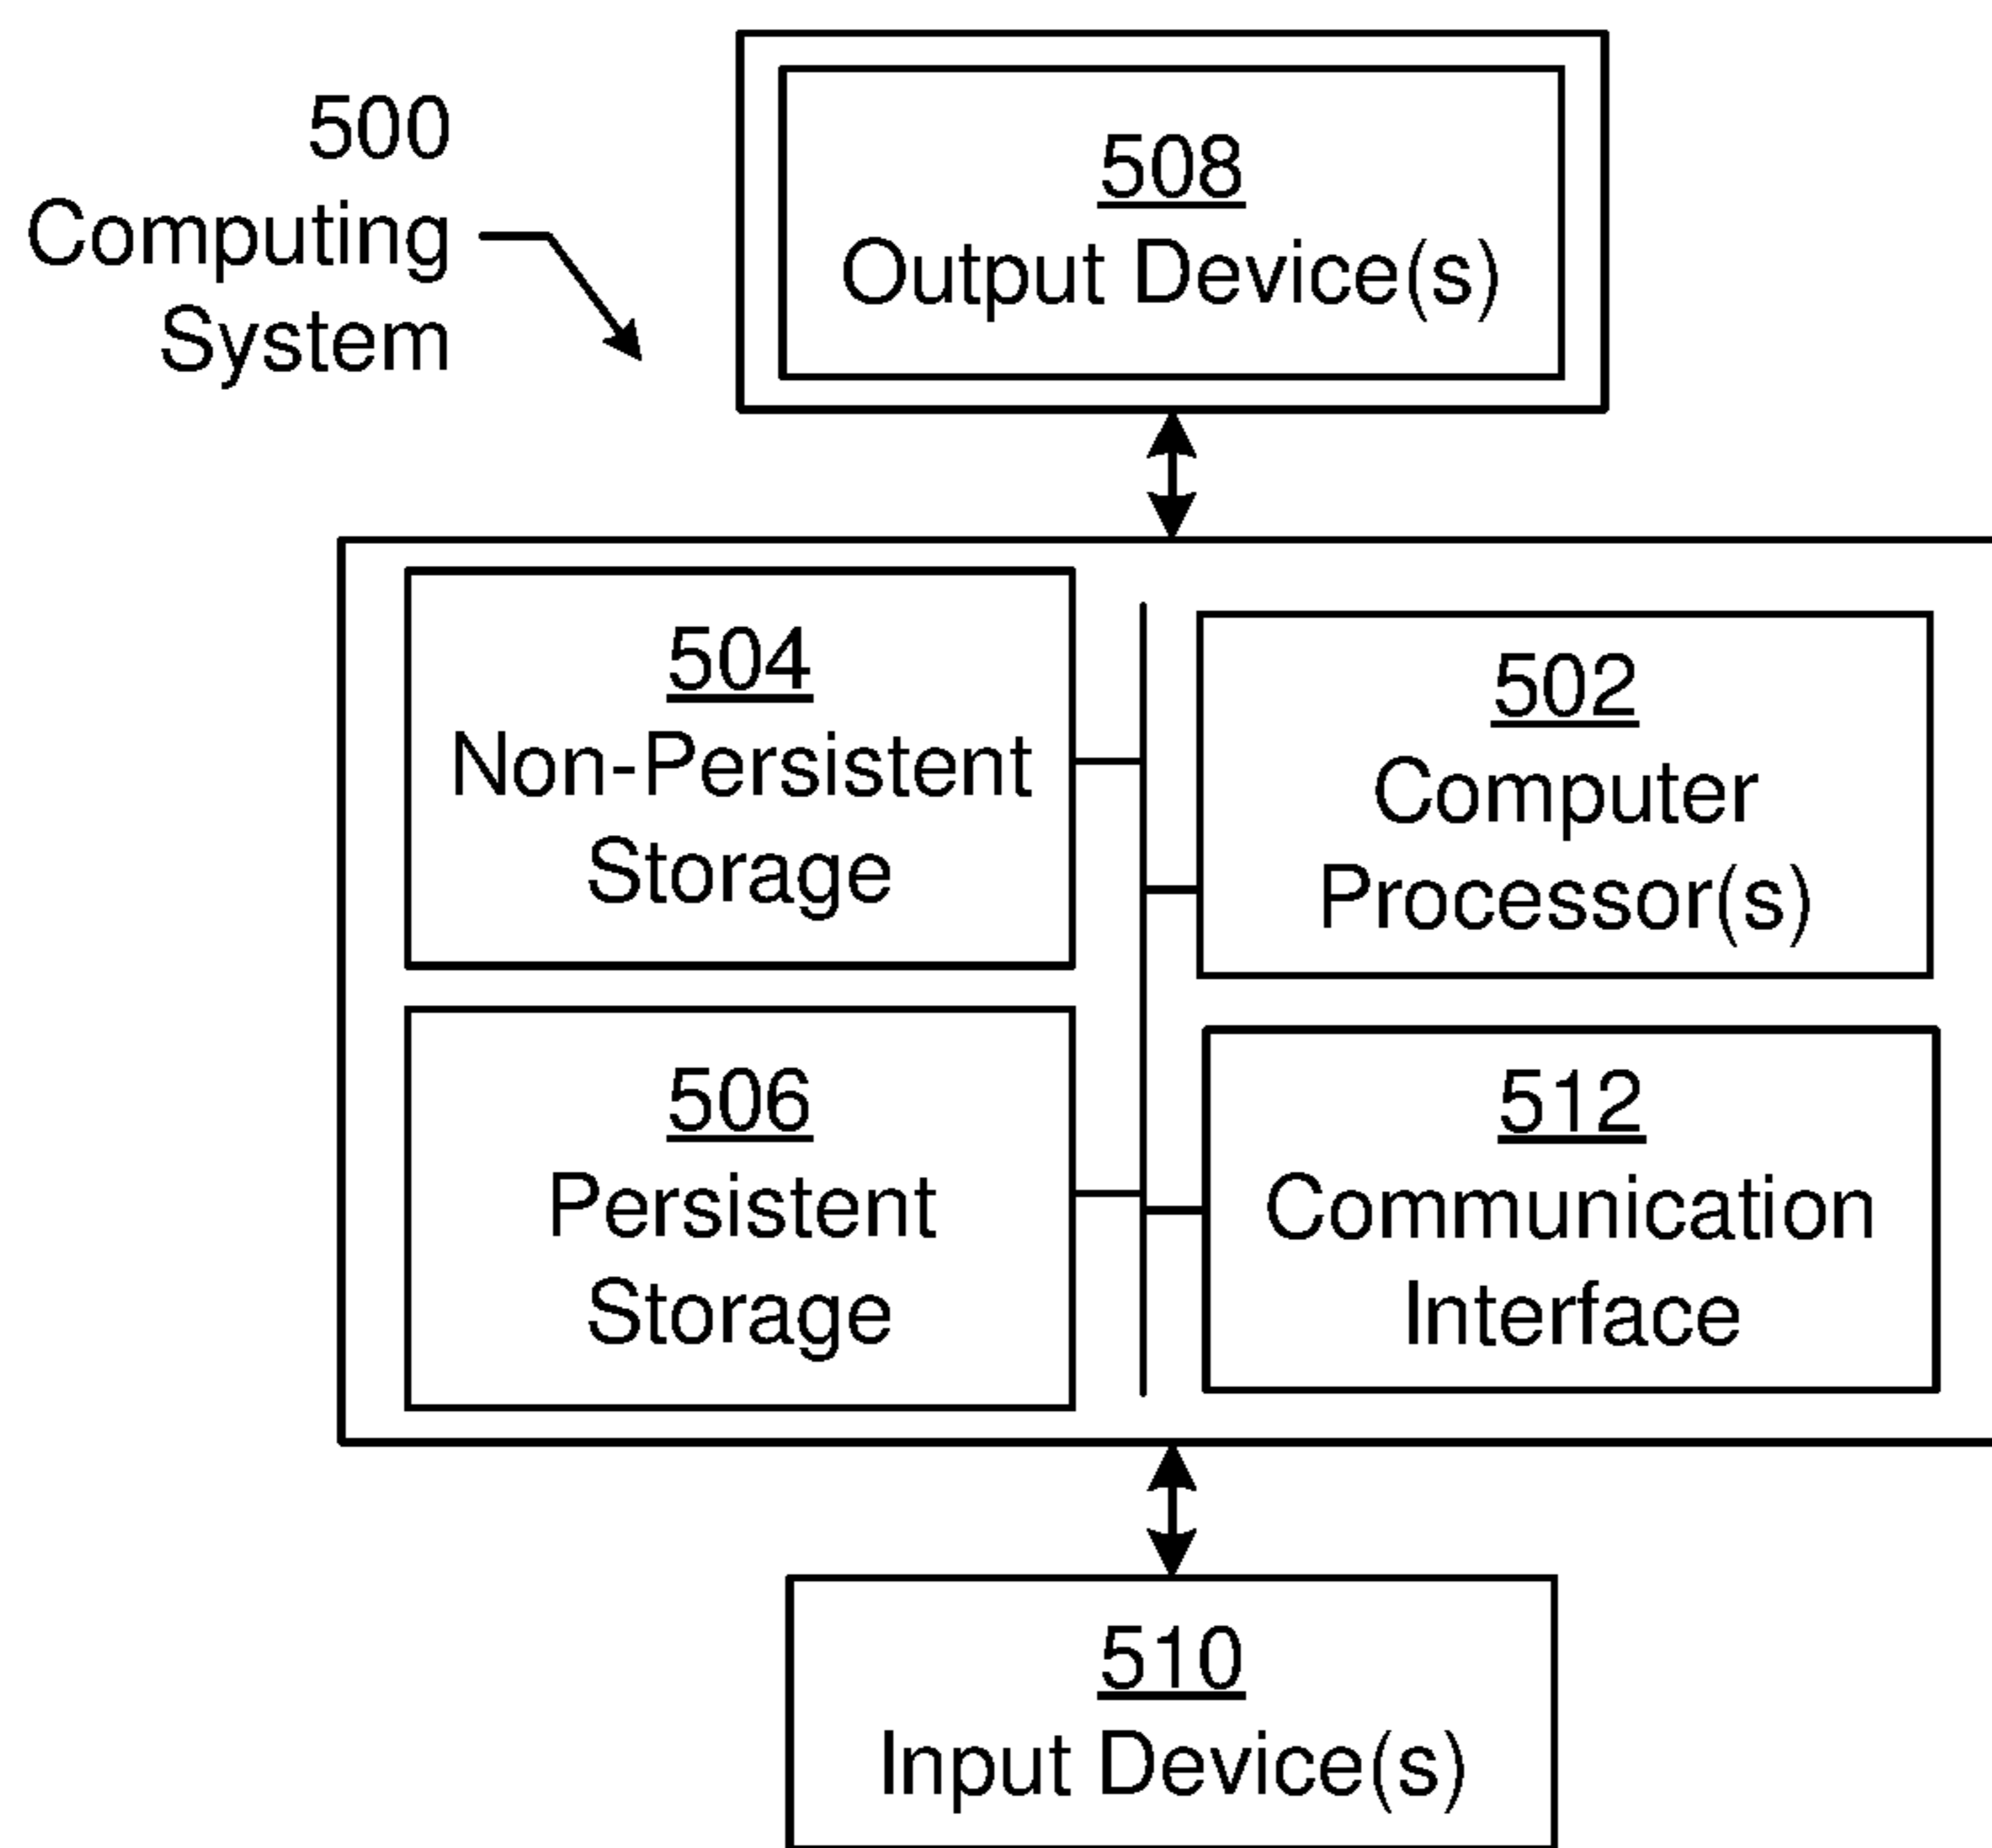 500
Computing
System
508
Output Device(s)
504
Non-Persistent
Storage
502
Computer
Processor(s)
506
Persistent
Storage
512
Communication
Interface
510
Input Device(s)